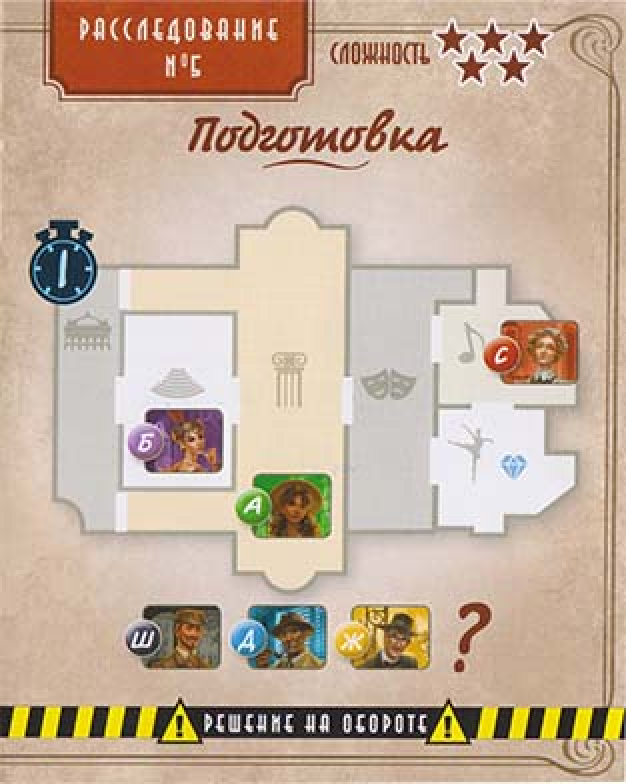 РАССЛЕДОВАНИЕ
№5
СЛОЖНОСТЬ
Подготовка
С
Б
А
Ш
Д
Ж
?
РЕШЕНИЕ НА ОБОРОТЕ